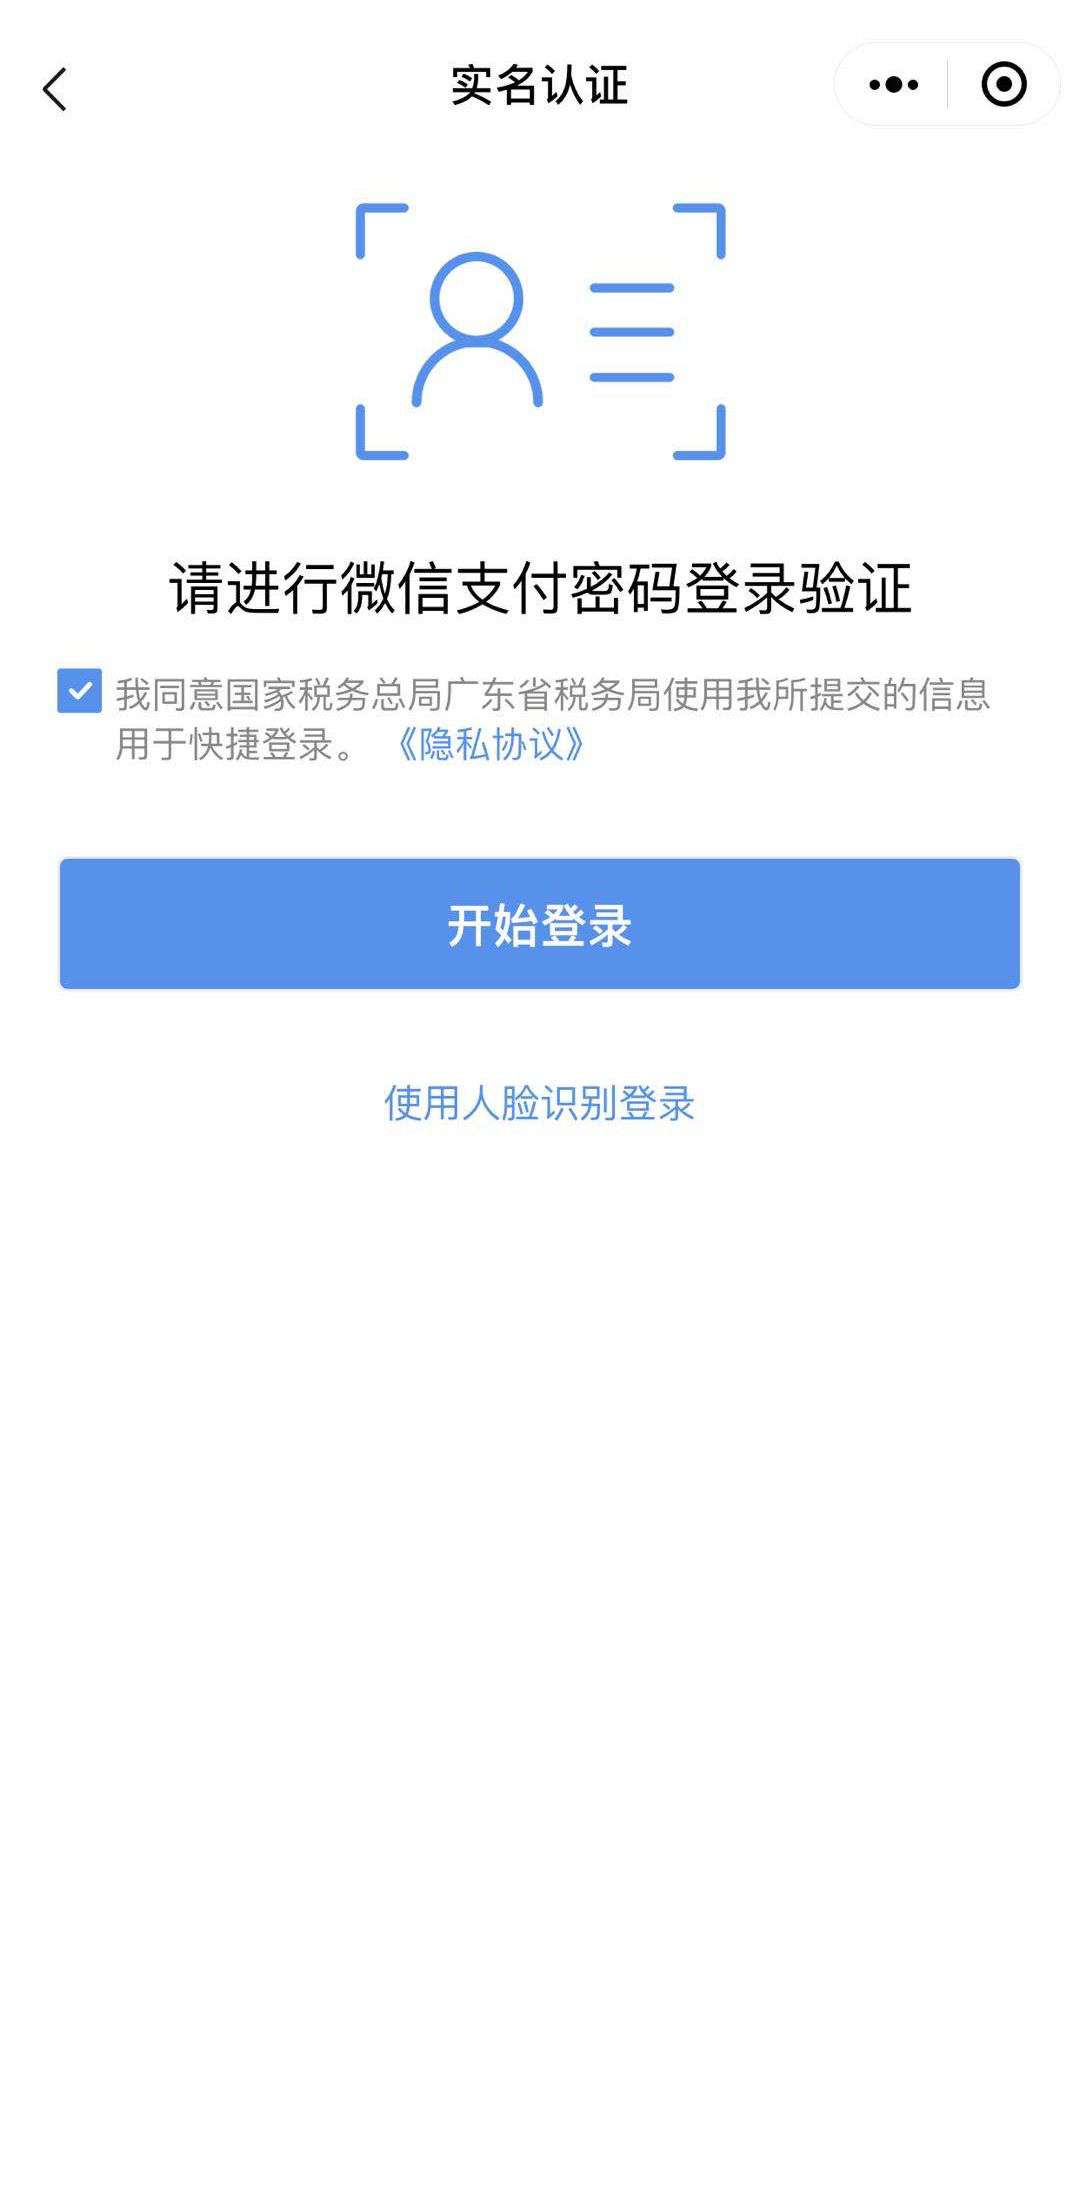 实名认证
请进行微信支付密码登录验证
我同意国家税务总局广东省税务局使用我所提交的信息
用于快捷登录。 《隐私协议》
开始登录
使用人脸识别登录